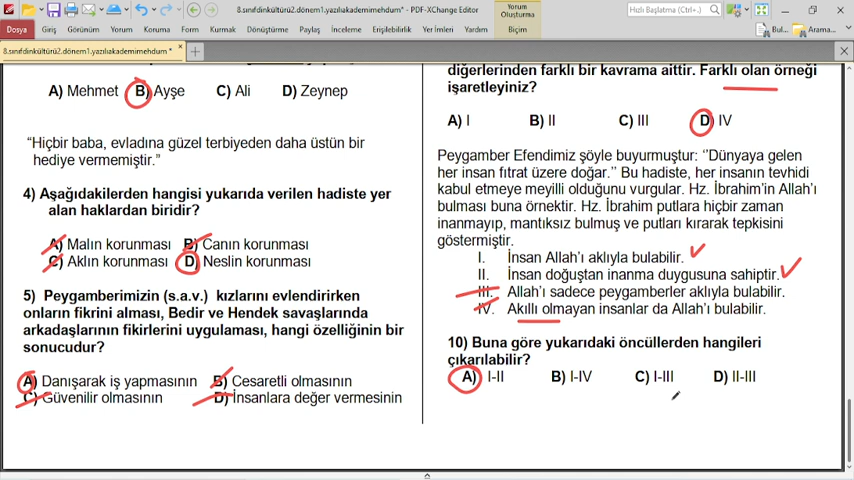 8.sınıfdinkültürü2.dönem1.yazılıakademimehdum* - PDF-XChange Editor
Yorum Oluşturma
Hızlı Başlatma (Ctrl+.)
Dosya Giriş Görünüm Yorum Koruma Form Kurmak Dönüştürme Paylaş İnceleme Erişilebilirlik Yer İmleri Yardım Biçim
Bul... Arama...
8.sınıfdinkültürü2.dönem1.yazılıakademimehdum *
A) Mehmet B) Ayşe C) Ali D) Zeynep
“Hiçbir baba, evladına güzel terbiyeden daha üstün bir
hediye vermemiştir.”
4) Aşağıdakilerden hangisi yukarıda verilen hadiste yer
alan haklardan biridir?
A) Malın korunması B) Canın korunması
C) Aklın korunması D) Neslin korunması
5) Peygamberimizin (s.a.v.) kızlarını evlendirirken
onların fikrini alması, Bedir ve Hendek savaşlarında
arkadaşlarının fikirlerini uygulaması, hangi özelliğinin bir
sonucudur?
A) Danışarak iş yapmasının B) Cesaretli olmasının
C) Güvenilir olmasının D) İnsanlara değer vermesinin
diğerlerinden farklı bir kavrama aittir. Farklı olan örneği
işaretleyiniz?
A) I B) II C) III D) IV
Peygamber Efendimiz şöyle buyurmuştur: ‘’Dünyaya gelen
her insan fıtrat üzere doğar.’’ Bu hadiste, her insanın tevhidi
kabul etmeye meyilli olduğunu vurgular. Hz. İbrahim’in Allah’ı
bulması buna örnektir. Hz. İbrahim putlara hiçbir zaman
inanmayıp, mantıksız bulmuş ve putları kırarak tepkisini
göstermiştir.
I. İnsan Allah’ı aklıyla bulabilir.
II. İnsan doğuştan inanma duygusuna sahiptir.
III. Allah’ı sadece peygamberler aklıyla bulabilir.
IV. Akıllı olmayan insanlar da Allah’ı bulabilir.
10) Buna göre yukarıdaki öncüllerden hangileri
çıkarılabilir?
A) I-II B) I-IV C) I-III D) II-III